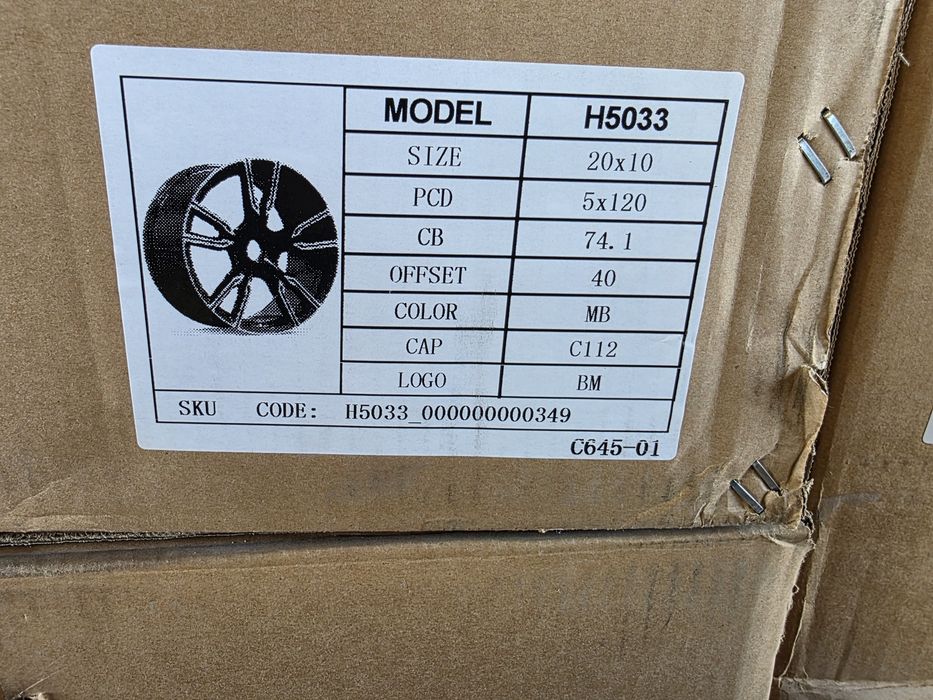 MODEL H5033
SIZE 20x10
PCD 5x120
CB 74.1
OFFSET 40
COLOR MB
CAP C112
LOGO BM
SKU CODE: H5033_000000000349
C645-01